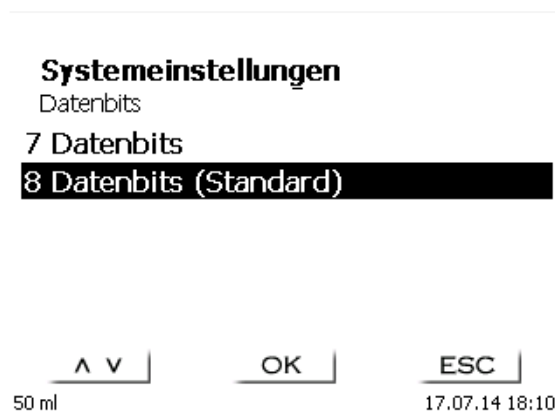 Systemeinstellungen
Datenbits
7 Datenbits
8 Datenbits (Standard)
∧ ∨ OK ESC
50 ml 17.07.14 18:10